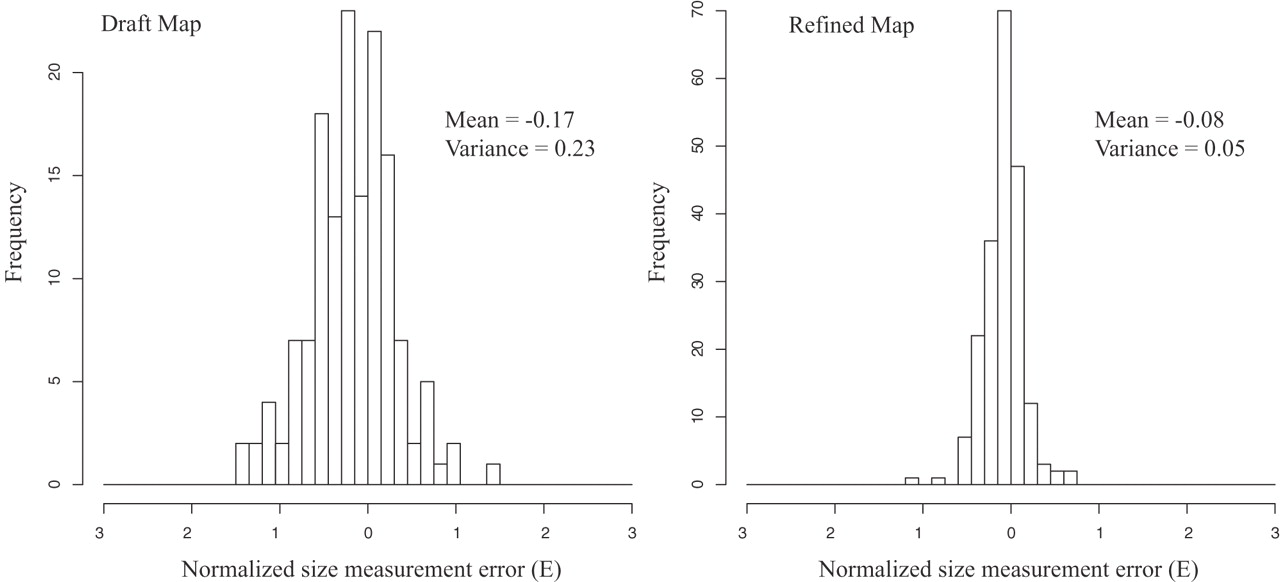 Draft Map
Mean = -0.17
Variance = 0.23
Frequency
20
15
10
5
0
3 2 1 0 1 2 3
Normalized size measurement error (E)
Refined Map
Mean = -0.08
Variance = 0.05
Frequency
70
60
50
40
30
20
10
0
3 2 1 0 1 2 3
Normalized size measurement error (E)